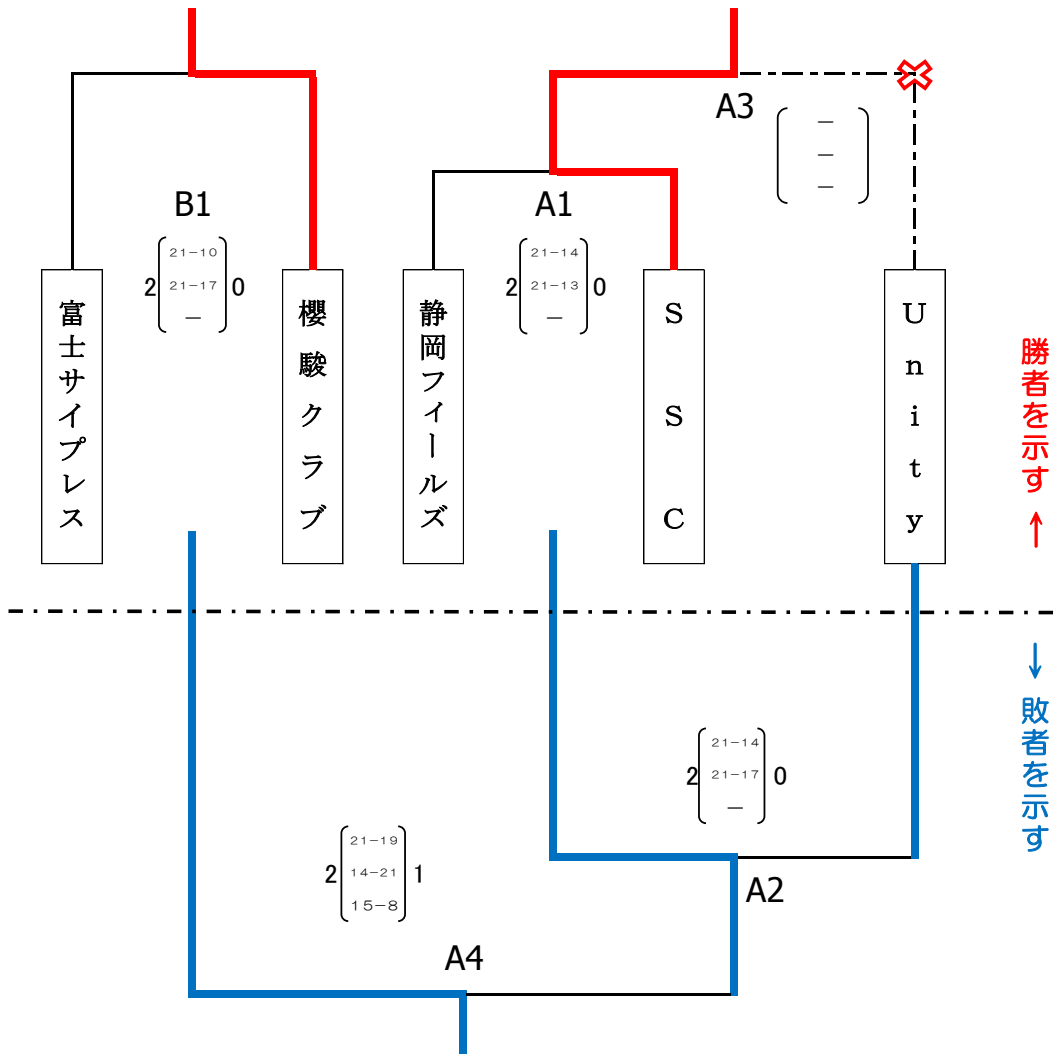 A3
—
—
—
B1
2
21-10
21-17
—
0
A1
2
21-14
21-13
—
0
富士サイプレス
櫻駿クラブ
静岡フィールズ
SSC
Unity
勝者を示す ↑
↓ 敗者を示す
2
21-14
21-17
—
0
A2
2
21-19
14-21
15-8
1
A4